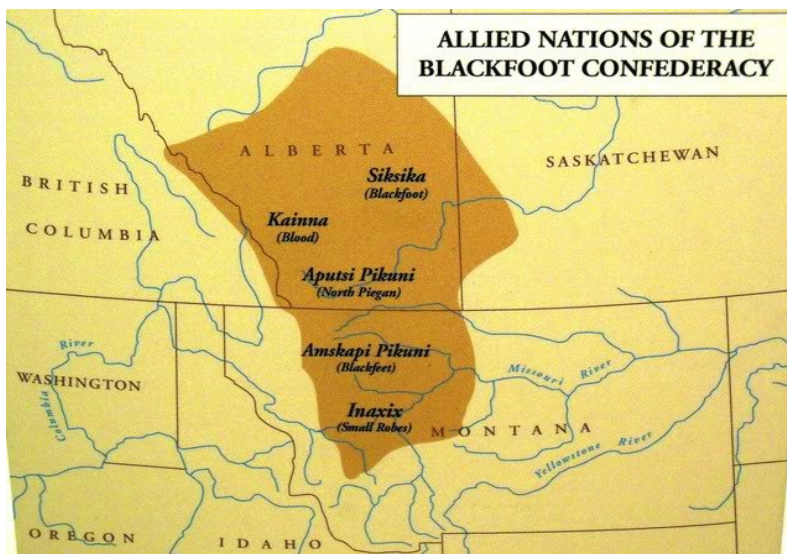 ALLIED NATIONS OF THE
BLACKFOOT CONFEDERACY
ALBERTA
SASKATCHEWAN
BRITISH
COLUMBIA
Siksika
(Blackfoot)
Kainna
(Blood)
Aputsi Pikuni
(North Piegan)
Amskapi Pikuni
(Blackfeet)
Inaxix
(Small Robes)
River
Columbia
WASHINGTON
Missouri River
MONTANA
Yellowstone River
OREGON
IDAHO